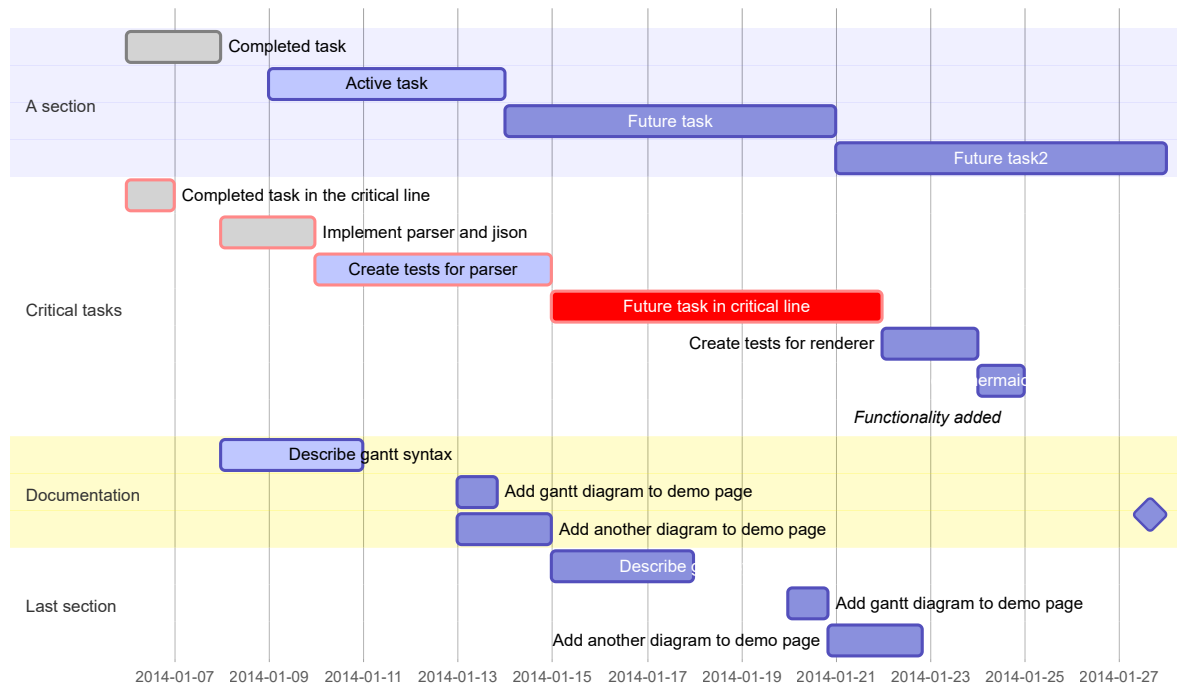 Completed task
Active task
A section
Future task
Future task2
Completed task in the critical line
Implement parser and jison
Create tests for parser
Critical tasks
Future task in critical line
Create tests for renderer
Functionality added
Describe gantt syntax
Documentation
Add gantt diagram to demo page
Add another diagram to demo page
Describe
Last section
Add gantt diagram to demo page
Add another diagram to demo page
2014-01-07 2014-01-09 2014-01-11 2014-01-13 2014-01-15 2014-01-17 2014-01-19 2014-01-21 2014-01-23 2014-01-25 2014-01-27